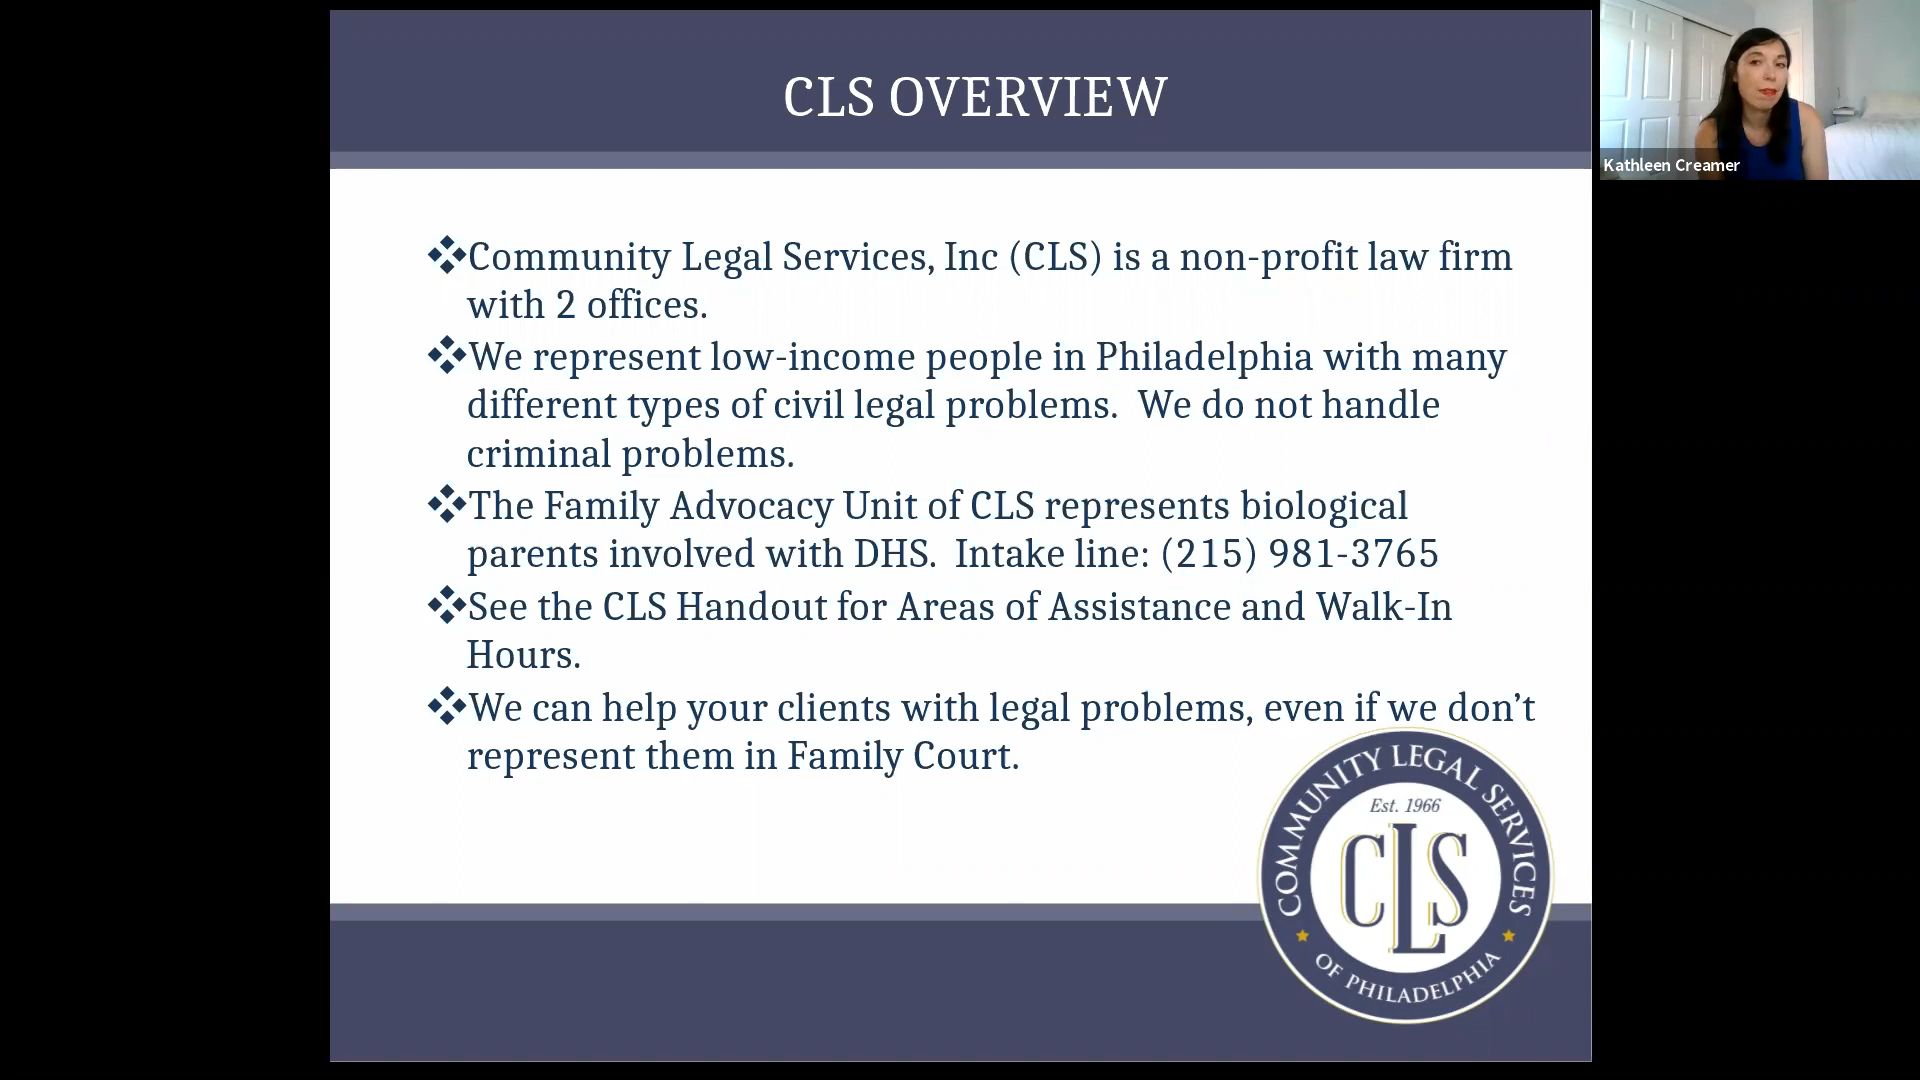 CLS OVERVIEW
Kathleen Creamer
Community Legal Services, Inc (CLS) is a non-profit law firm
with 2 offices.
We represent low-income people in Philadelphia with many
different types of civil legal problems.  We do not handle
criminal problems.
The Family Advocacy Unit of CLS represents biological
parents involved with DHS.  Intake line: (215) 981-3765
See the CLS Handout for Areas of Assistance and Walk-In
Hours.
We can help your clients with legal problems, even if we don’t
represent them in Family Court.
COMMUNITY LEGAL SERVICES
Est. 1966
CLS
OF PHILADELPHIA